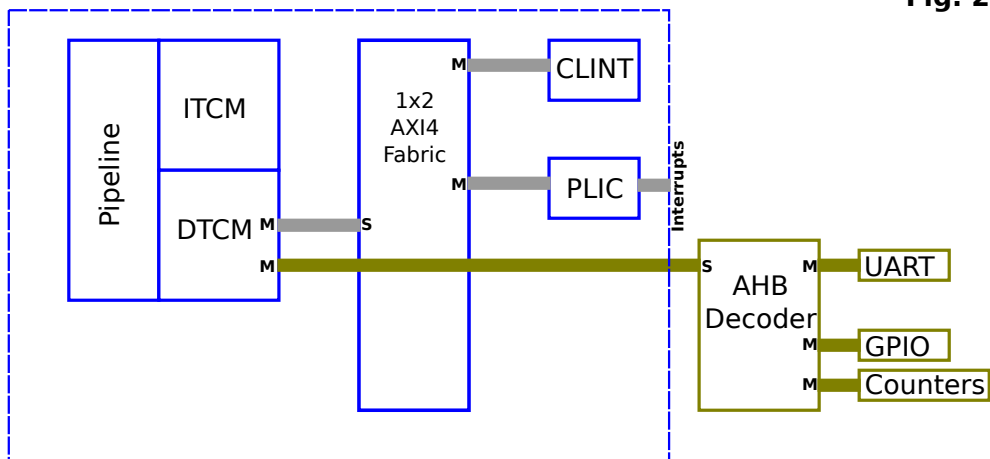 Fig. 2
Pipeline
ITCM
DTCM
M
M
S
1x2
AXI4
Fabric
M
M
CLINT
PLIC
Interrupts
S
AHB
Decoder
M
M
M
UART
GPIO
Counters